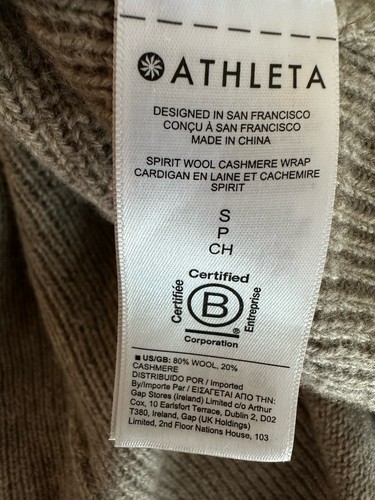 ATHLETA
DESIGNED IN SAN FRANCISCO
CONÇU À SAN FRANCISCO
MADE IN CHINA
SPIRIT WOOL CASHMERE WRAP
CARDIGAN EN LAINE ET CACHEMIRE
SPIRIT
S
P
CH
Certified
Certifiée
B
®
Entreprise
Corporation
■ US/GB: 80% WOOL, 20%
CASHMERE
DISTRIBUIDO POR / Imported
By/Importe Par / ΕΙΣΑΓΕΤΑΙ ΑΠΟ ΤΗΝ:
Gap Stores (Ireland) Limited c/o Arthur
Cox, 10 Earlsfort Terrace, Dublin 2, D02
T380, Ireland, Gap (UK Holdings)
Limited, 2nd Floor Nations House, 103